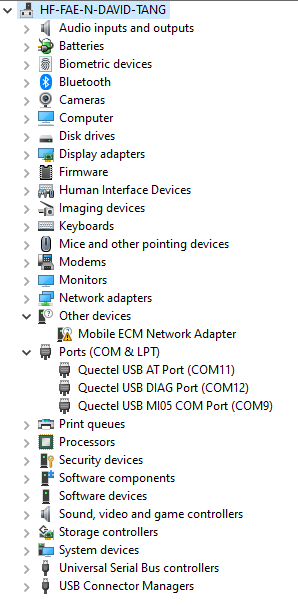 HF-FAE-N-DAVID-TANG
Audio inputs and outputs
Batteries
Biometric devices
Bluetooth
Cameras
Computer
Disk drives
Display adapters
Firmware
Human Interface Devices
Imaging devices
Keyboards
Mice and other pointing devices
Modems
Monitors
Network adapters
Other devices
Mobile ECM Network Adapter
Ports (COM & LPT)
Quectel USB AT Port (COM11)
Quectel USB DIAG Port (COM12)
Quectel USB MI05 COM Port (COM9)
Print queues
Processors
Security devices
Software components
Software devices
Sound, video and game controllers
Storage controllers
System devices
Universal Serial Bus controllers
USB Connector Managers